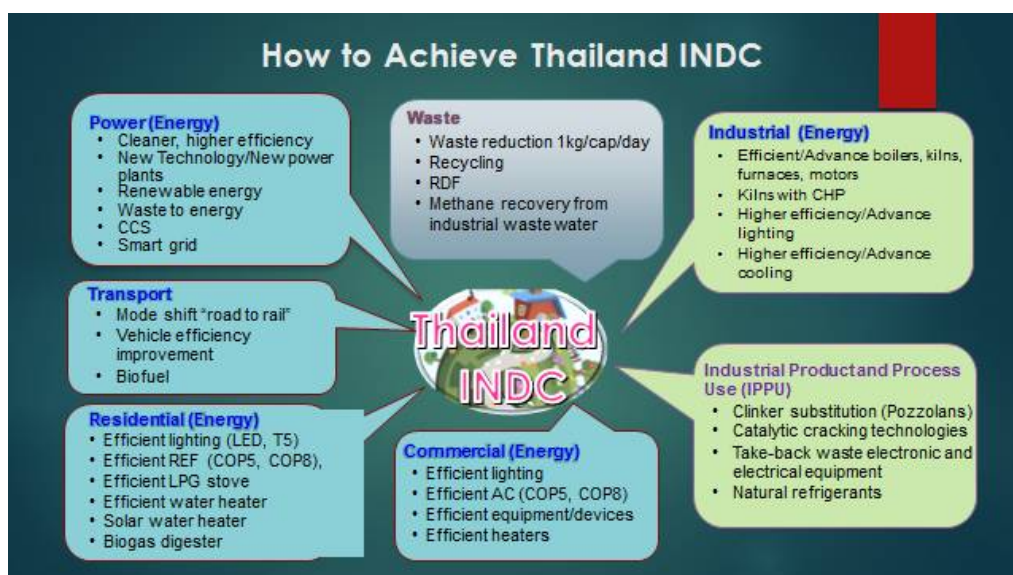 How to Achieve Thailand INDC
Power (Energy)
• Cleaner, higher efficiency
• New Technology/New power
plants
• Renewable energy
• Waste to energy
• CCS
• Smart grid
Waste
• Waste reduction 1kg/cap/day
• Recycling
• RDF
• Methane recovery from
industrial waste water
Industrial (Energy)
• Efficient/Advance boilers, kilns,
furnaces, motors
• Kilns with CHP
• Higher efficiency/Advance
lighting
• Higher efficiency/Advance
cooling
Transport
• Mode shift “road to rail”
• Vehicle efficiency
improvement
• Biofuel
Thailand
INDC
Industrial Product and Process
Use (IPPU)
• Clinker substitution (Pozzolans)
• Catalytic cracking technologies
• Take-back waste electronic and
electrical equipment
• Natural refrigerants
Residential (Energy)
• Efficient lighting (LED, T5)
• Efficient REF (COP5, COP8),
• Efficient LPG stove
• Efficient water heater
• Solar water heater
• Biogas digester
Commercial (Energy)
• Efficient lighting
• Efficient AC (COP5, COP8)
• Efficient equipment/devices
• Efficient heaters